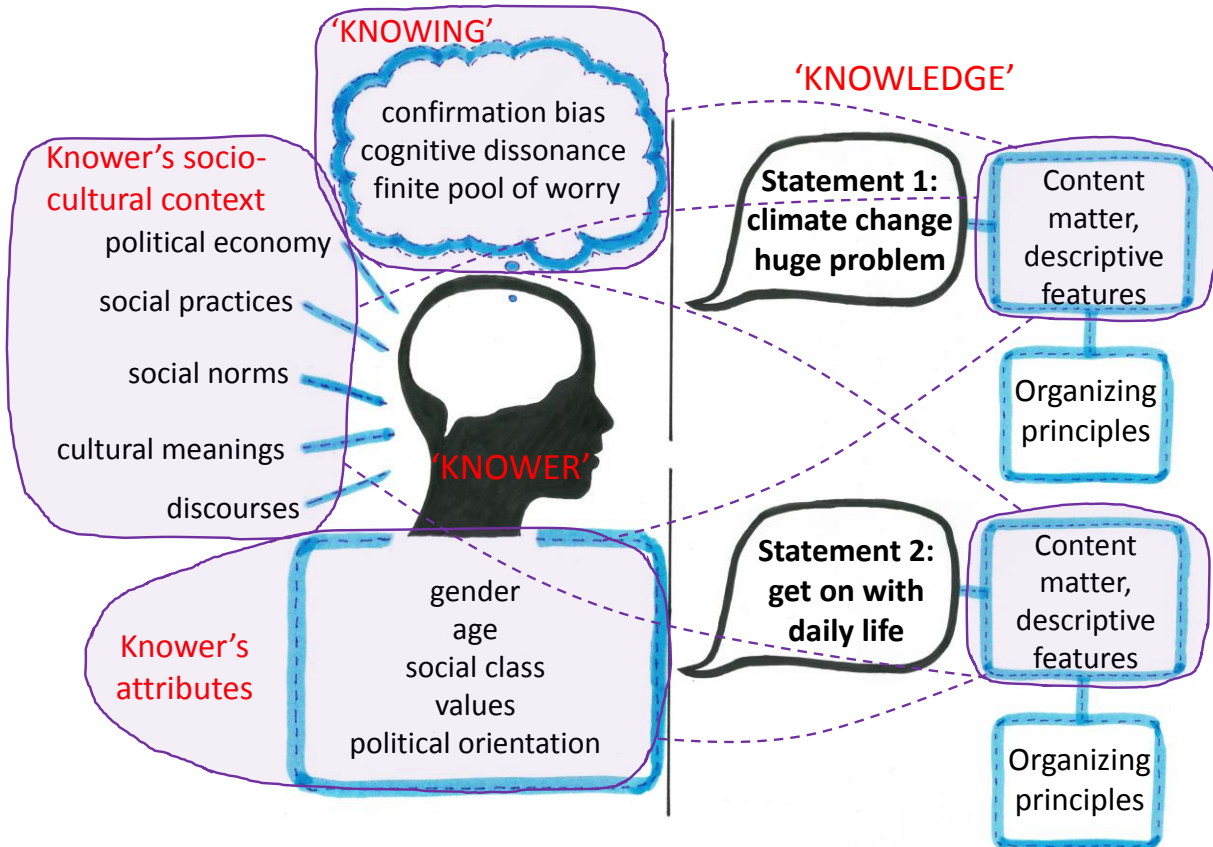 ‘KNOWING’
confirmation bias
cognitive dissonance
finite pool of worry
‘KNOWLEDGE’
Knower’s socio-
cultural context
political economy
social practices
social norms
cultural meanings
discourses
‘KNOWER’
Knower’s
attributes
gender
age
social class
values
political orientation
Statement 1:
climate change
huge problem
Content
matter,
descriptive
features
Organizing
principles
Statement 2:
get on with
daily life
Content
matter,
descriptive
features
Organizing
principles